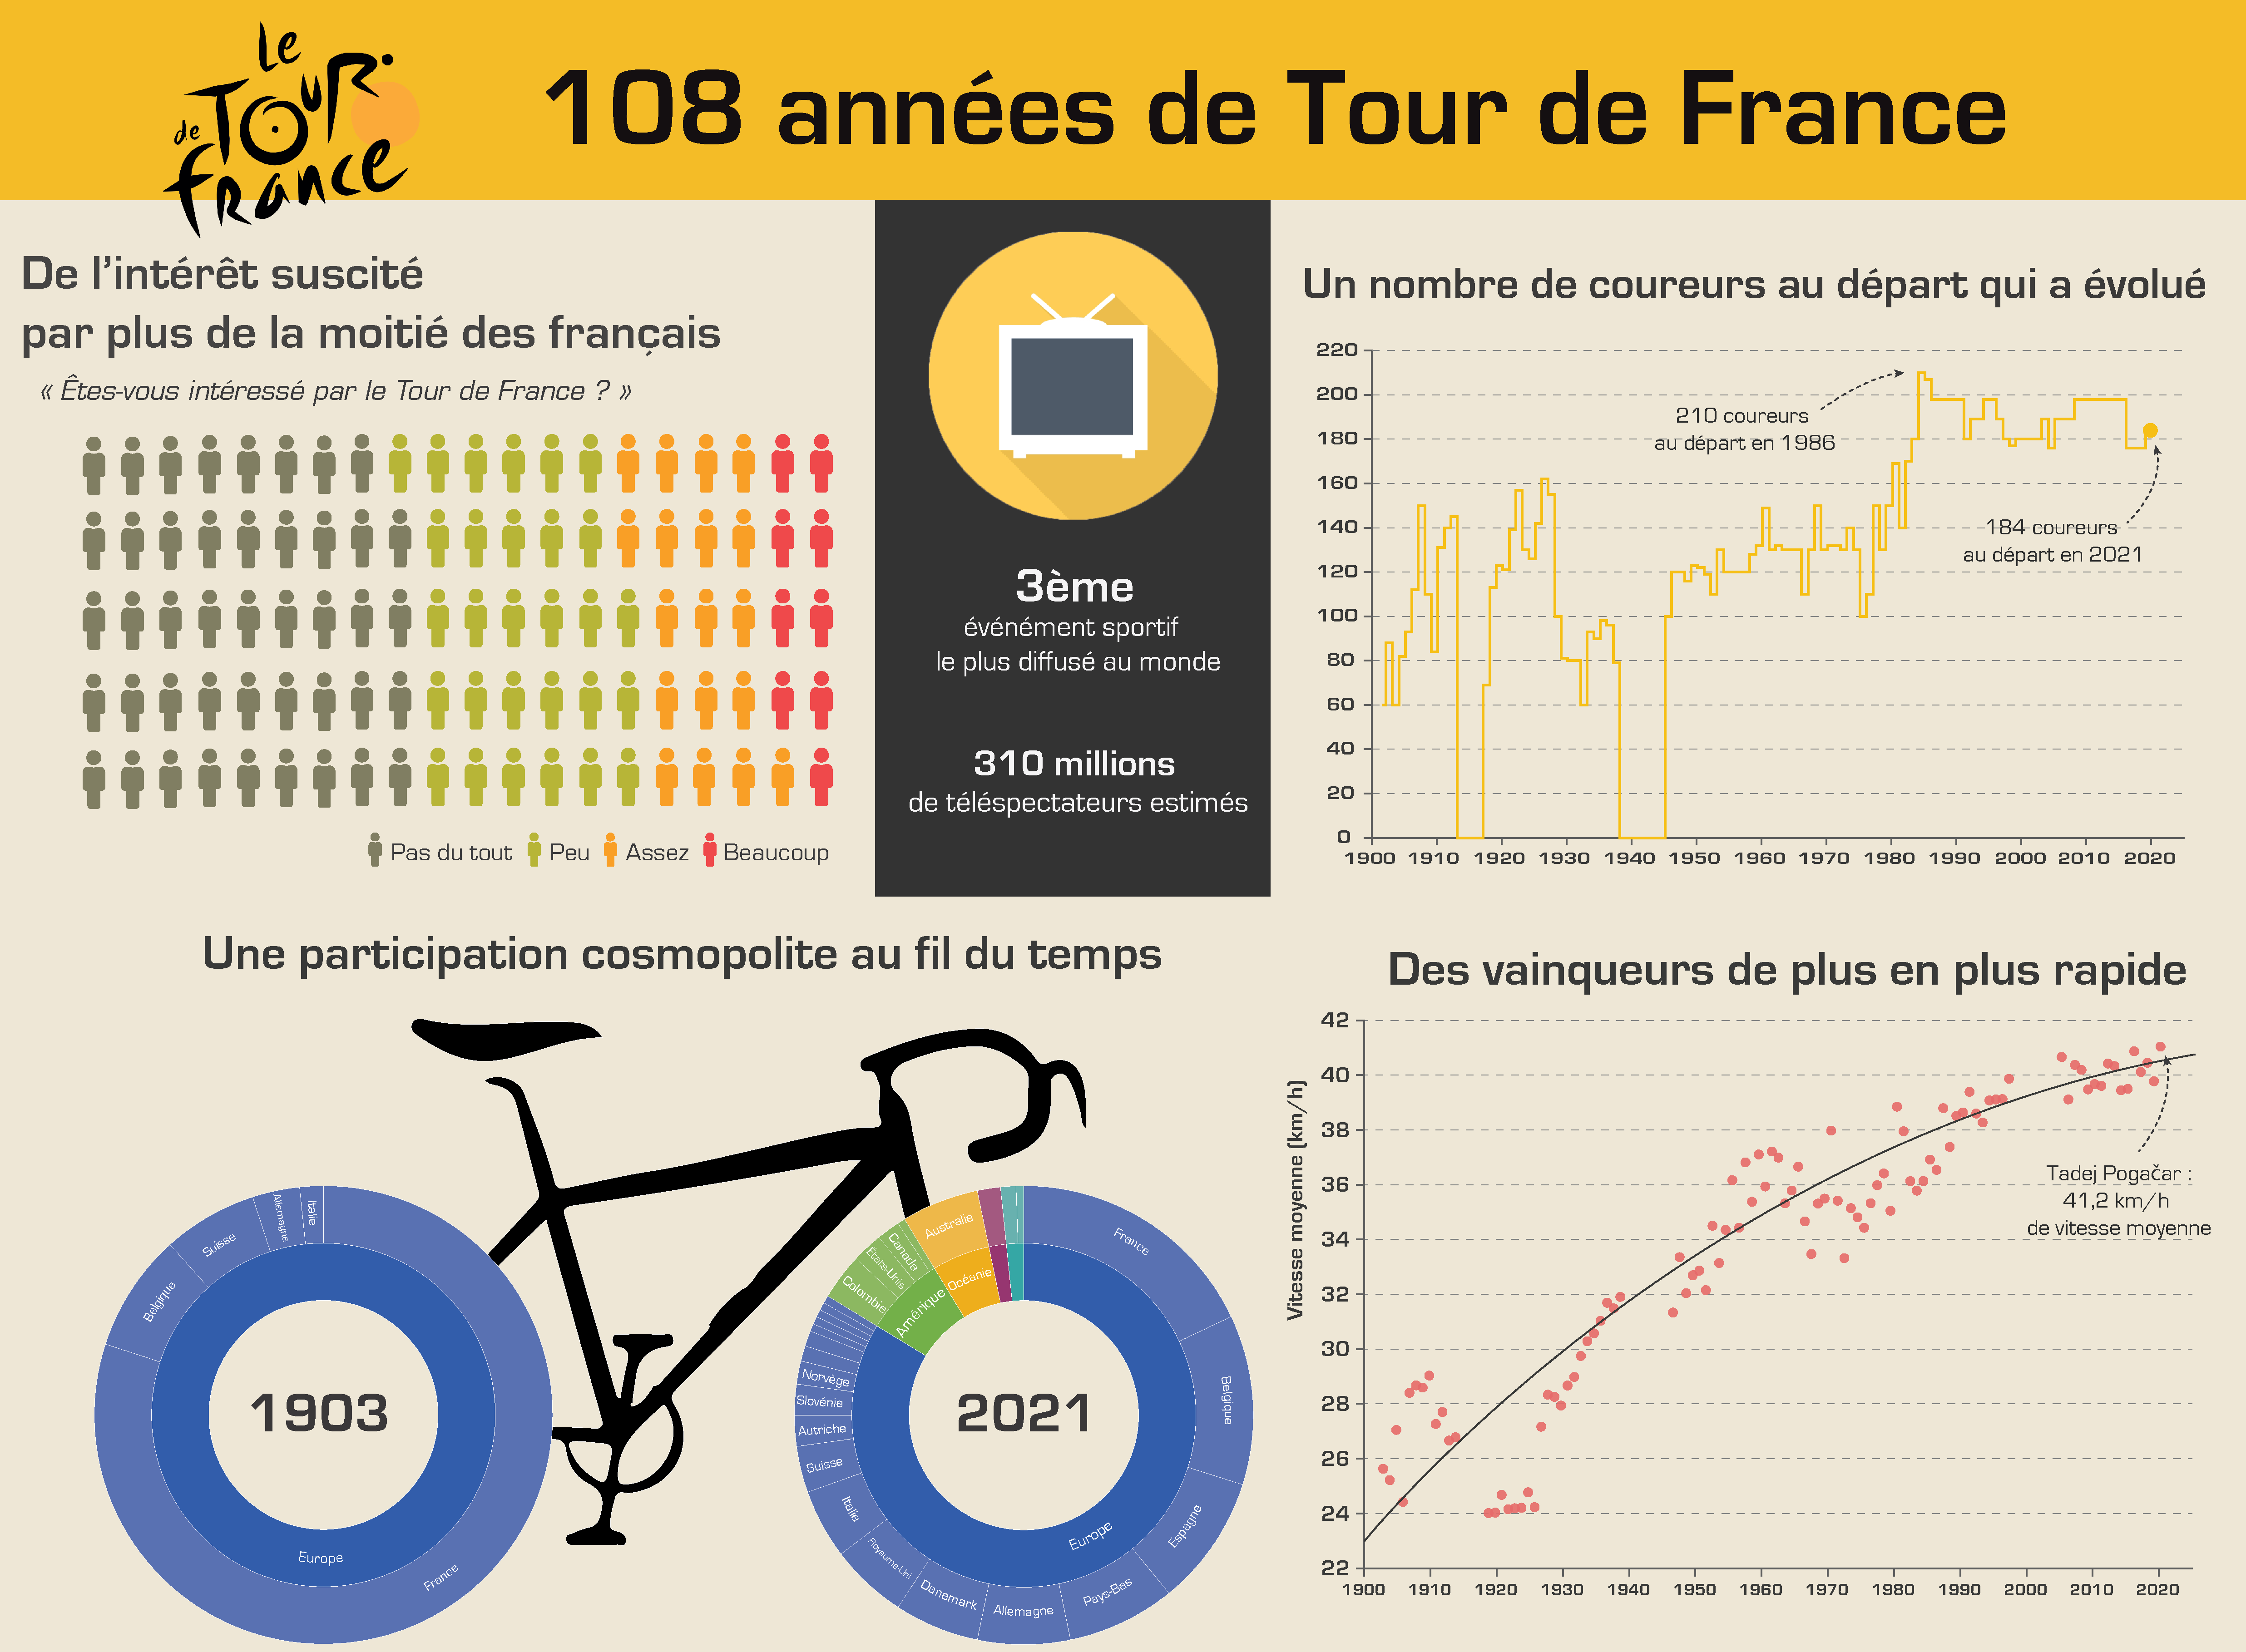 Le
TOUR
de
FRANCE
108 années de Tour de France
De l'intérêt suscité
par plus de la moitié des français
« Êtes-vous intéressé par le Tour de France ? »
Pas du tout
Peu
Assez
Beaucoup
3ème
événément sportif
le plus diffusé au monde
310 millions
de téléspectateurs estimés
Un nombre de coureurs au départ qui a évolué
220
200
180
160
140
120
100
80
60
40
20
0
1900 1910 1920 1930 1940 1950 1960 1970 1980 1990 2000 2010 2020
210 coureurs
au départ en 1986
184 coureurs
au départ en 2021
Une participation cosmopolite au fil du temps
1903
Europe
France
Belgique
Suisse
Allemagne
Italie
2021
Europe
France
Belgique
Espagne
Pays-Bas
Allemagne
Danemark
Royaume-Uni
Italie
Suisse
Autriche
Slovénie
Norvège
Amérique
Colombie
États-Unis
Canada
Océanie
Australie
Des vainqueurs de plus en plus rapide
Vitesse moyenne (km/h)
42
40
38
36
34
32
30
28
26
24
22
1900 1910 1920 1930 1940 1950 1960 1970 1980 1990 2000 2010 2020
Tadej Pogačar :
41,2 km/h
de vitesse moyenne